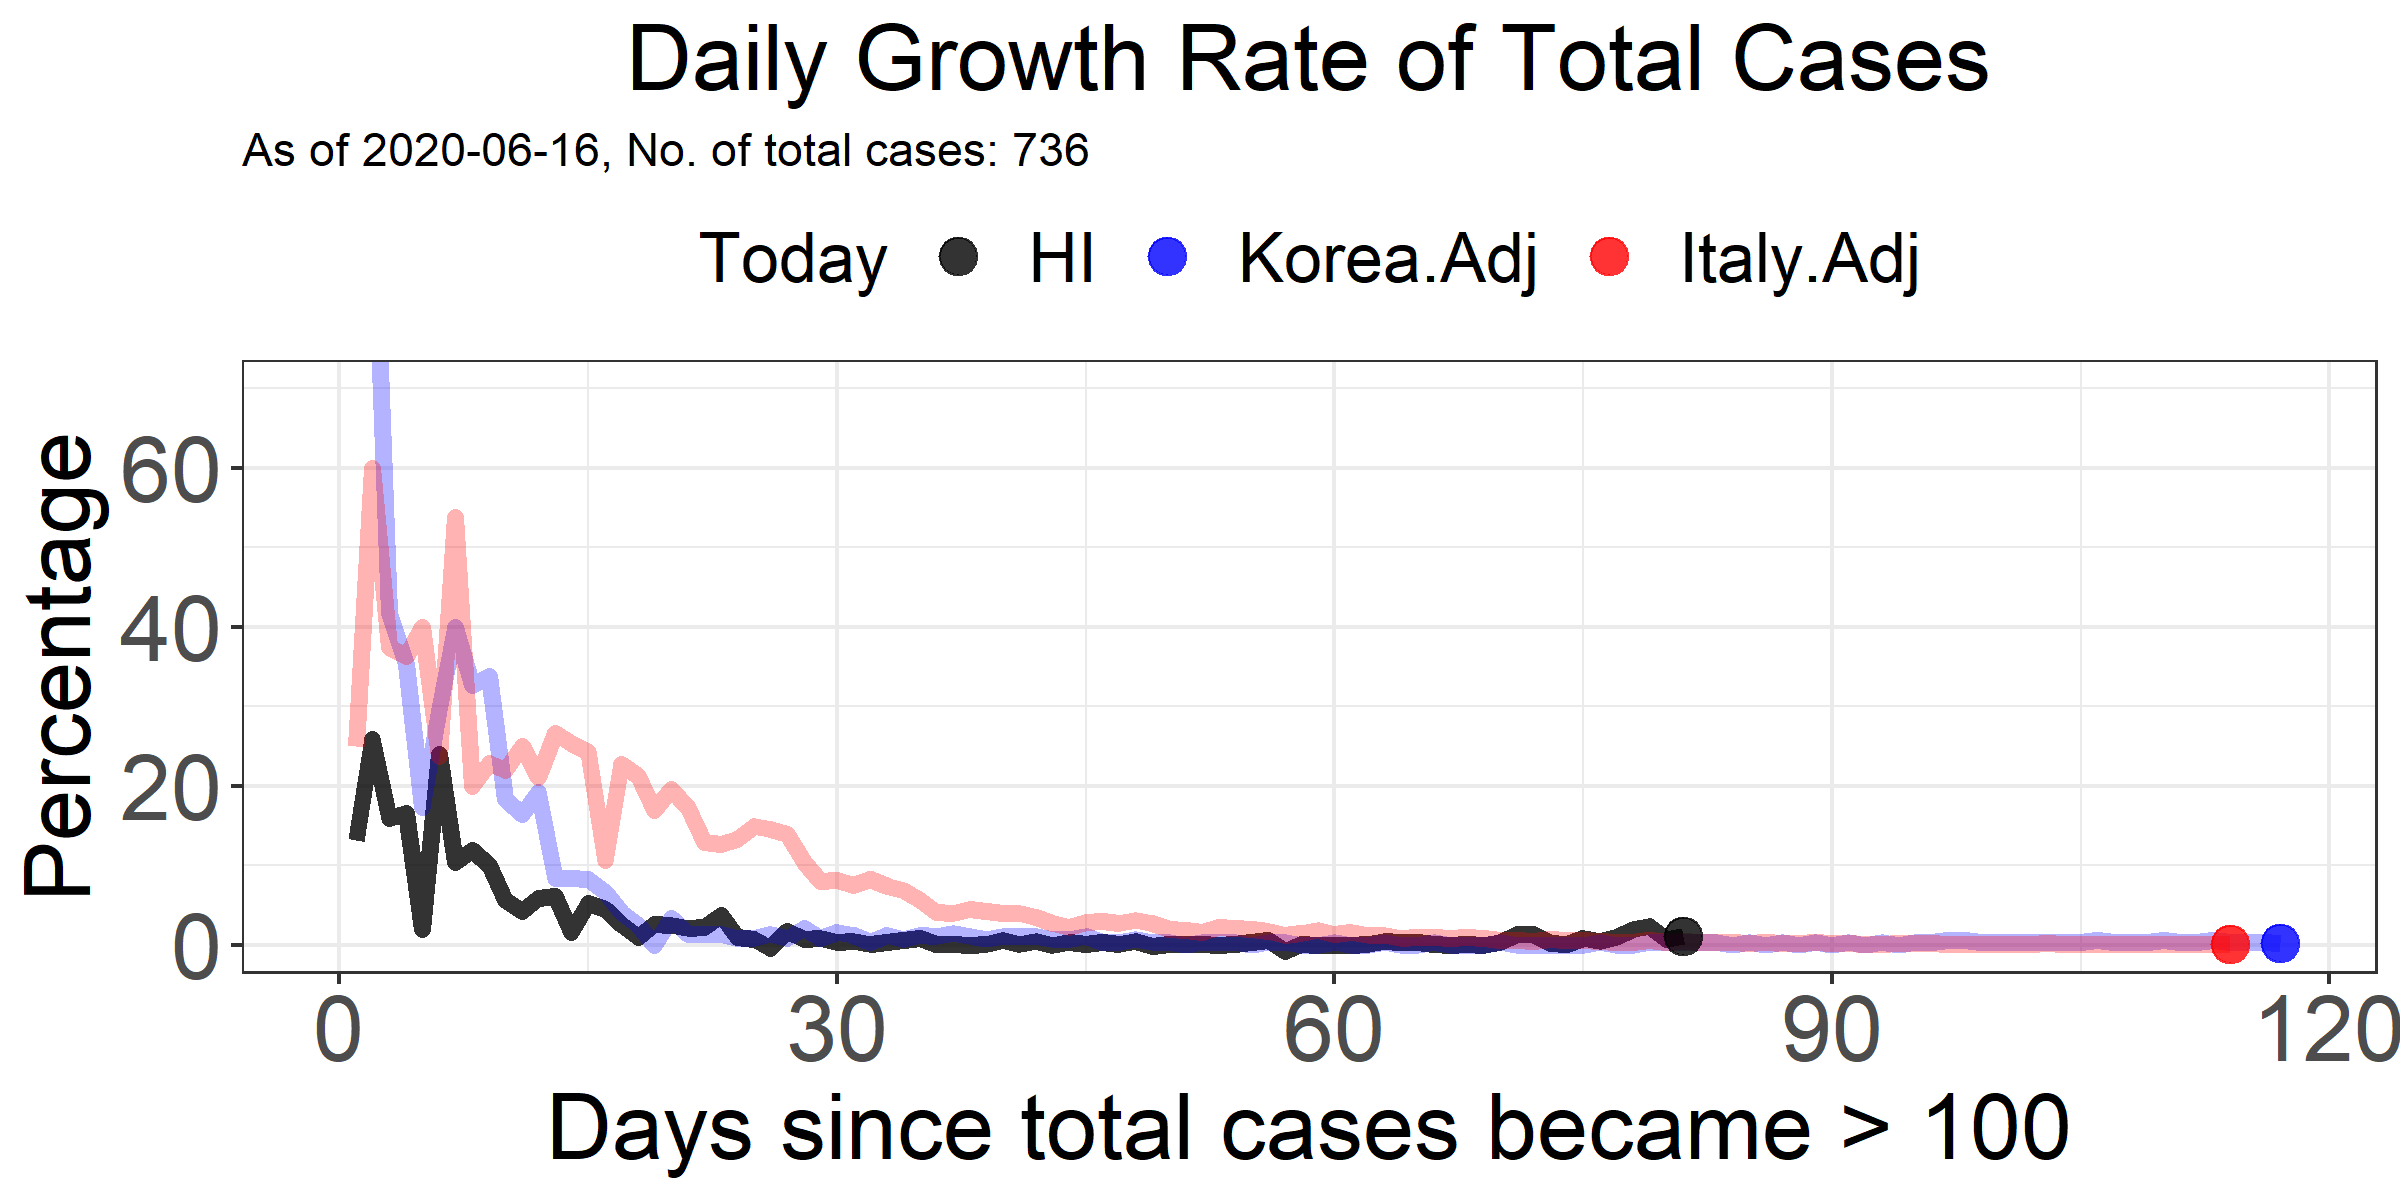 Daily Growth Rate of Total Cases
As of 2020-06-16, No. of total cases: 736
Today HI Korea.Adj Italy.Adj
Percentage
60
40
20
0
0 30 60 90 120
Days since total cases became > 100